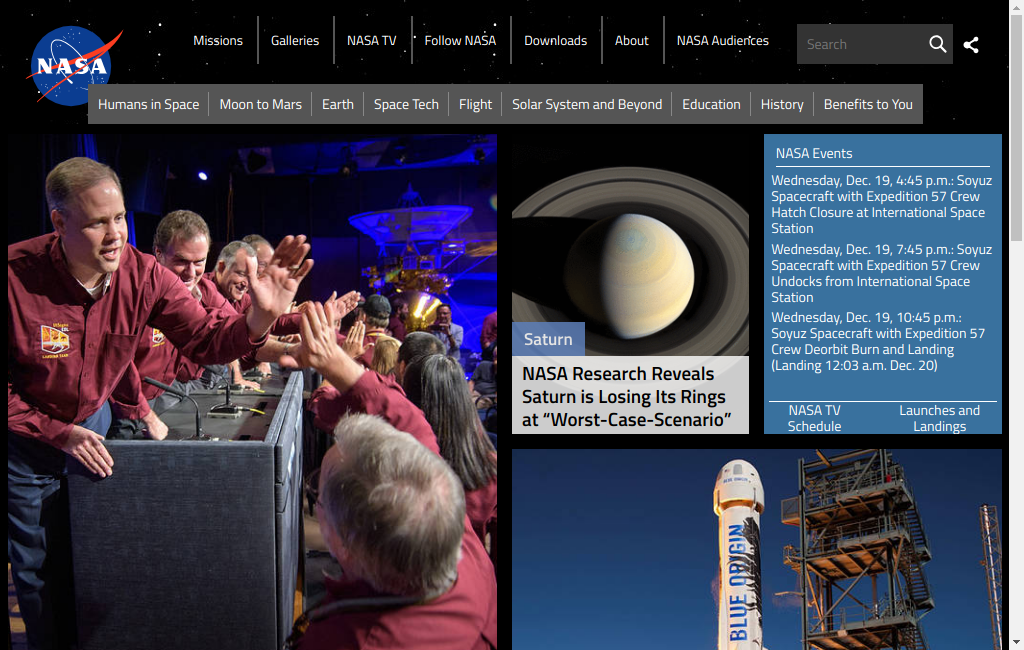 NASA
Missions
Galleries
NASA TV
Follow NASA
Downloads
About
NASA Audiences
Search
Humans in Space
Moon to Mars
Earth
Space Tech
Flight
Solar System and Beyond
Education
History
Benefits to You
Saturn
NASA Research Reveals
Saturn is Losing Its Rings
at “Worst-Case-Scenario”
NASA Events
Wednesday, Dec. 19, 4:45 p.m.: Soyuz
Spacecraft with Expedition 57 Crew
Hatch Closure at International Space
Station
Wednesday, Dec. 19, 7:45 p.m.: Soyuz
Spacecraft with Expedition 57 Crew
Undocks from International Space
Station
Wednesday, Dec. 19, 10:45 p.m.:
Soyuz Spacecraft with Expedition 57
Crew Deorbit Burn and Landing
(Landing 12:03 a.m. Dec. 20)
NASA TV
Schedule
Launches and
Landings
BLUE ORIGIN
BLUE ORIGIN